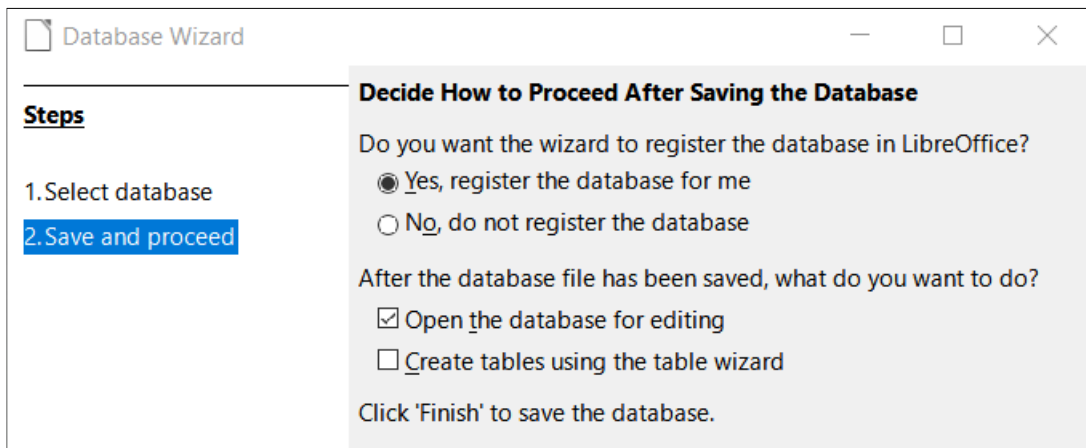 Database Wizard
Steps
1. Select database
2. Save and proceed
Decide How to Proceed After Saving the Database
Do you want the wizard to register the database in LibreOffice?
Yes, register the database for me
No, do not register the database
After the database file has been saved, what do you want to do?
Open the database for editing
Create tables using the table wizard
Click 'Finish' to save the database.